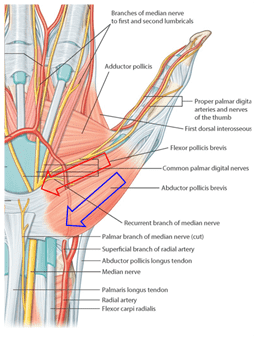 Branches of median nerve
to first and second lumbricals
Adductor pollicis
Proper palmar digita
arteries and nerves
of the thumb
First dorsal interosseous
Flexor pollicis brevis
Common palmar digital nerves
Abductor pollicis brevis
Recurrent branch of median nerve
Palmar branch of median nerve (cut)
Superficial branch of radial artery
Abductor pollicis longus tendon
Median nerve
Palmaris longus tendon
Radial artery
Flexor carpi radialis